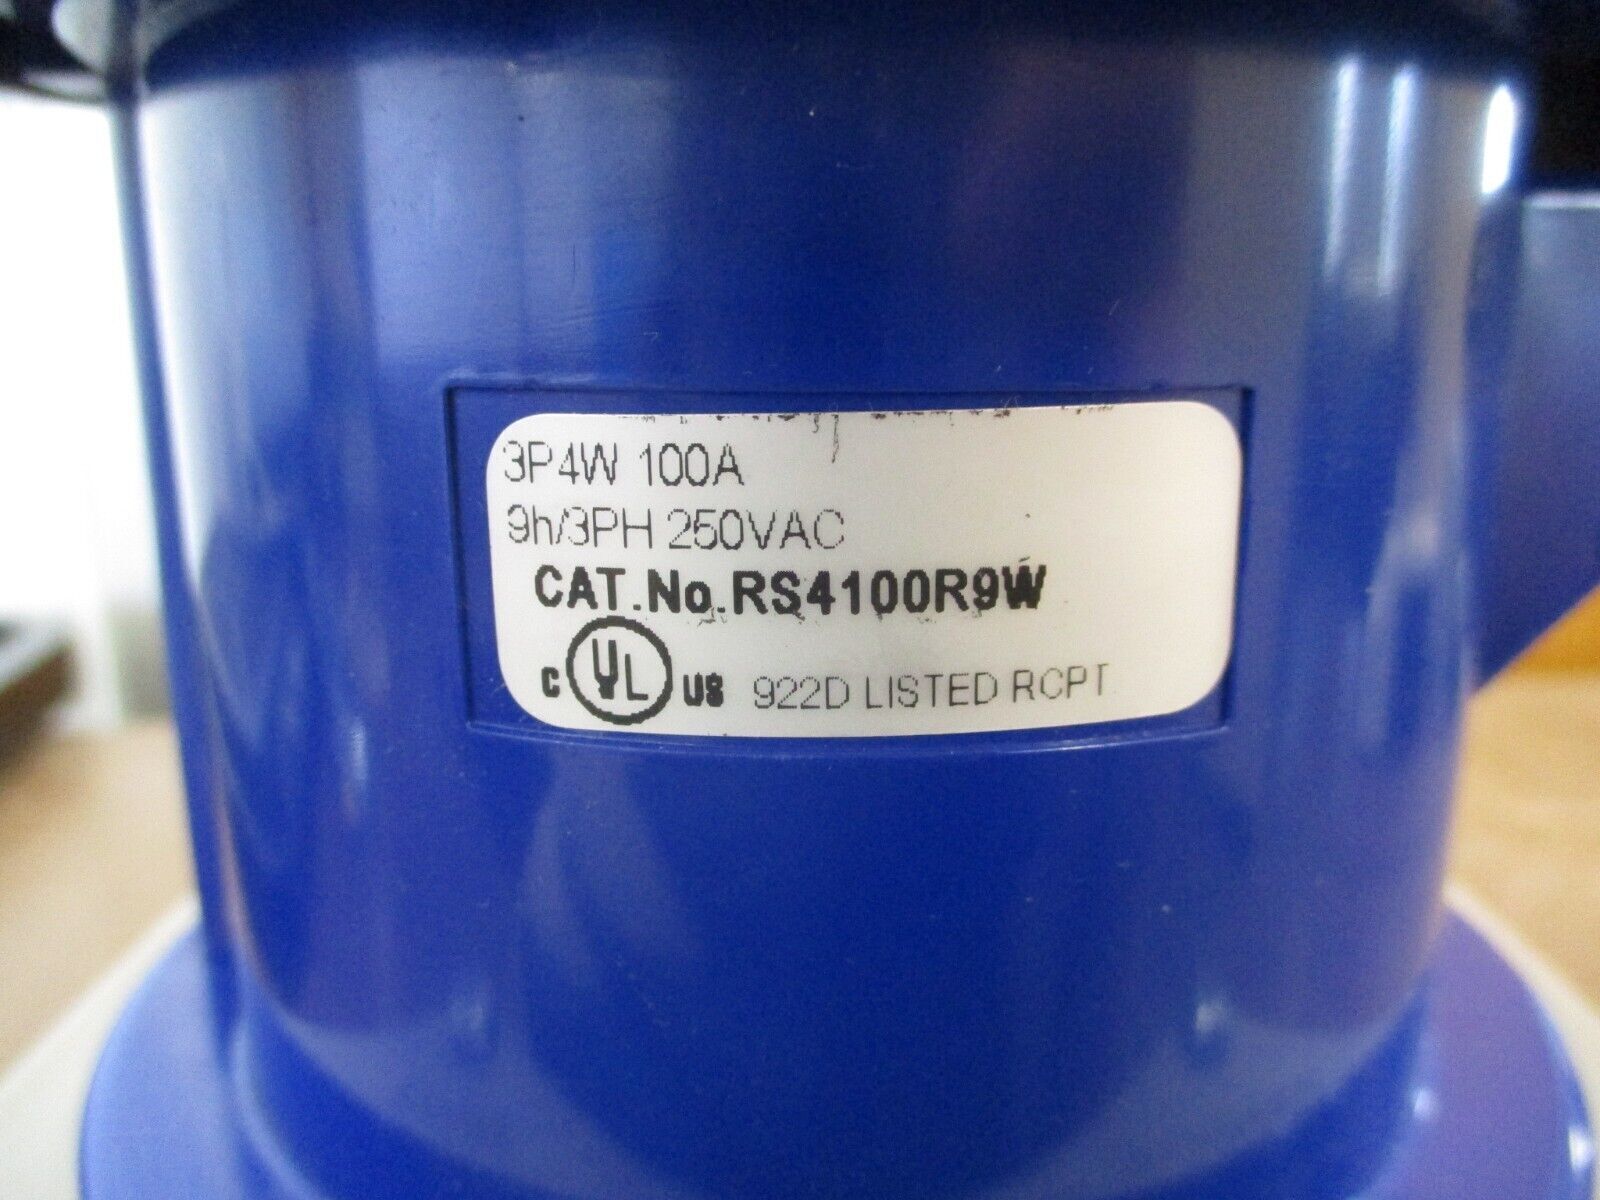 3P4W 100A
9h/3PH 250VAC
CAT.No.RS4100R9W
C UL US 922D LISTED RCPT